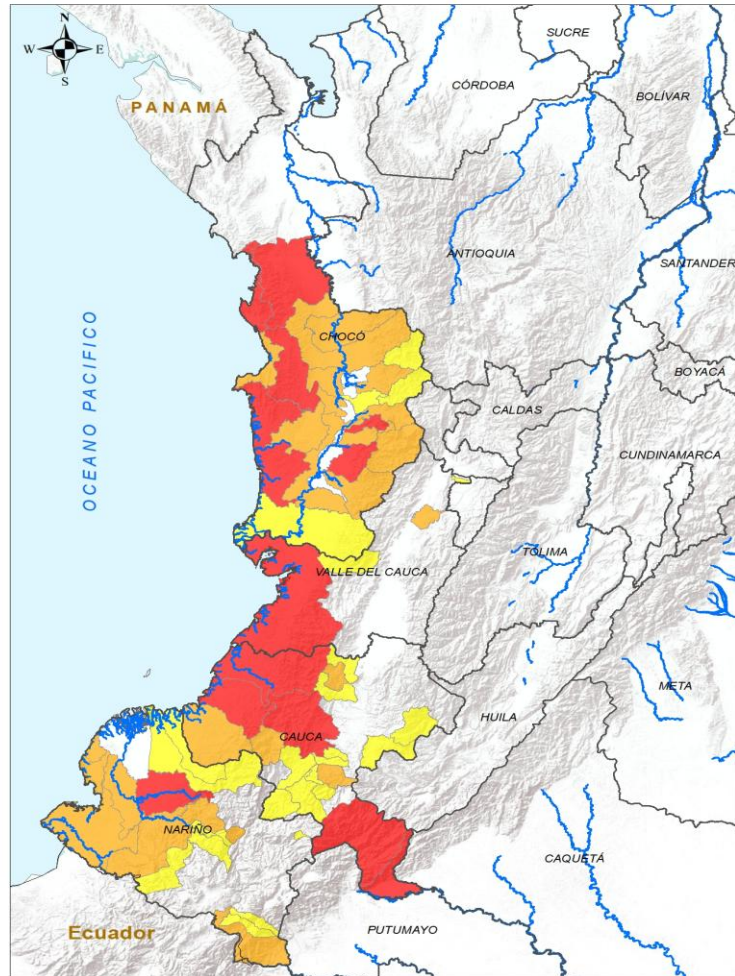 N
W E
S
SUCRE
CÓRDOBA
BOLÍVAR
PANAMÁ
ANTIOQUIA
SANTANDER
CHOCÓ
BOYACÁ
CALDAS
OCEANO PACIFICO
CUNDINAMARCA
TOLIMA
VALLE DEL CAUCA
META
HUILA
CAUCA
NARIÑO
CAQUETÁ
Ecuador
PUTUMAYO